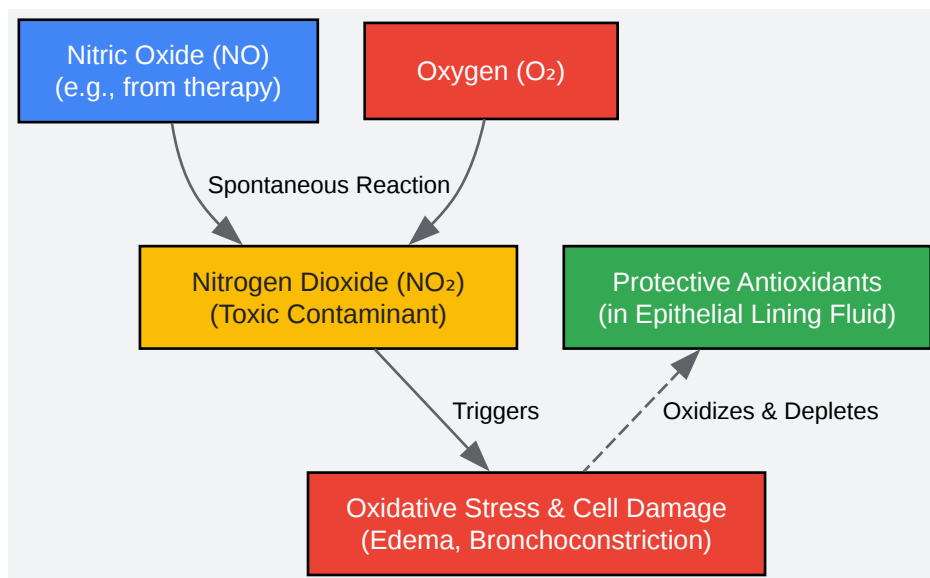 Nitric Oxide (NO)
(e.g., from therapy)
Oxygen (O₂)
Spontaneous Reaction
Nitrogen Dioxide (NO₂)
(Toxic Contaminant)
Protective Antioxidants
(in Epithelial Lining Fluid)
Triggers
Oxidizes & Depletes
Oxidative Stress & Cell Damage
(Edema, Bronchoconstriction)